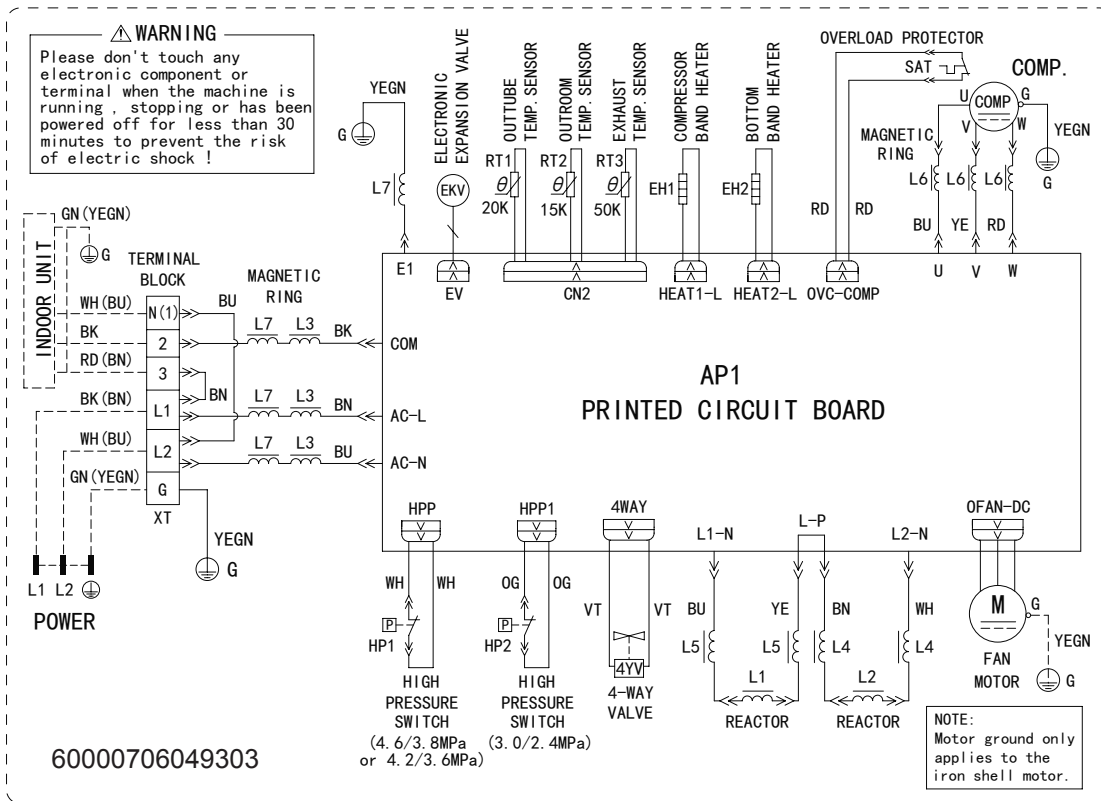 ⚠ WARNING
Please don't touch any
electronic component or
terminal when the machine is
running , stopping or has been
powered off for less than 30
minutes to prevent the risk
of electric shock !
YEGN
G
L7
ELECTRONIC
EXPANSION VALVE
EKV
OUTTUBE
TEMP. SENSOR
RT1
θ
20K
OUTROOM
TEMP. SENSOR
RT2
θ
15K
EXHAUST
TEMP. SENSOR
RT3
θ
50K
COMPRESSOR
BAND HEATER
EH1
BOTTOM
BAND HEATER
EH2
OVERLOAD PROTECTOR
SAT
RD
RD
COMP.
COMP
U
V
W
G
YEGN
G
MAGNETIC
RING
L6
L6
L6
BU
YE
RD
E1
EV
CN2
HEAT1-L
HEAT2-L
OVC-COMP
U
V
W
INDOOR UNIT
GN(YEGN)
G
TERMINAL
BLOCK
MAGNETIC
RING
WH(BU)
N(1)
BU
BK
2
L7
L3
BK
COM
RD(BN)
3
BN
BK(BN)
L1
L7
L3
BN
AC-L
WH(BU)
L2
L7
L3
BU
AC-N
GN(YEGN)
G
XT
YEGN
G
L1
L2
POWER
AP1
PRINTED CIRCUIT BOARD
HPP
HPP1
4WAY
L1-N
L-P
L2-N
OFAN-DC
WH
WH
P
HP1
HIGH
PRESSURE
SWITCH
(4.6/3.8MPa
or 4.2/3.6MPa)
OG
OG
P
HP2
HIGH
PRESSURE
SWITCH
(3.0/2.4MPa)
VT
VT
4YV
4-WAY
VALVE
BU
YE
BN
WH
L5
L5
L4
L4
L1
L2
REACTOR
REACTOR
M
G
YEGN
G
FAN
MOTOR
NOTE:
Motor ground only
applies to the
iron shell motor.
60000706049303